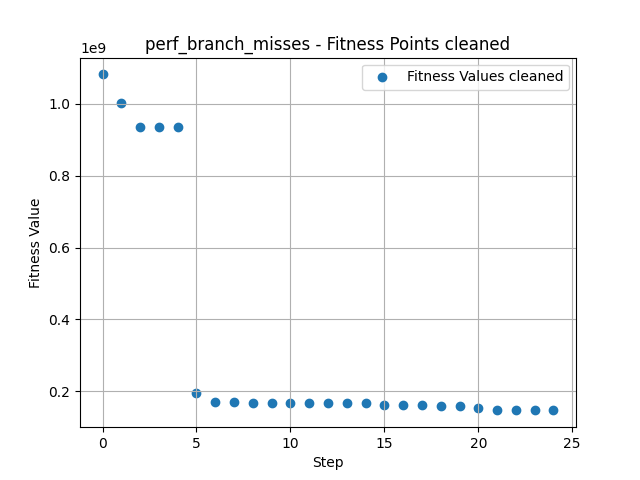 perf_branch_misses - Fitness Points cleaned
1e9
Fitness Values cleaned
1.0
0.8
0.6
0.4
0.2
Fitness Value
0 5 10 15 20 25
Step